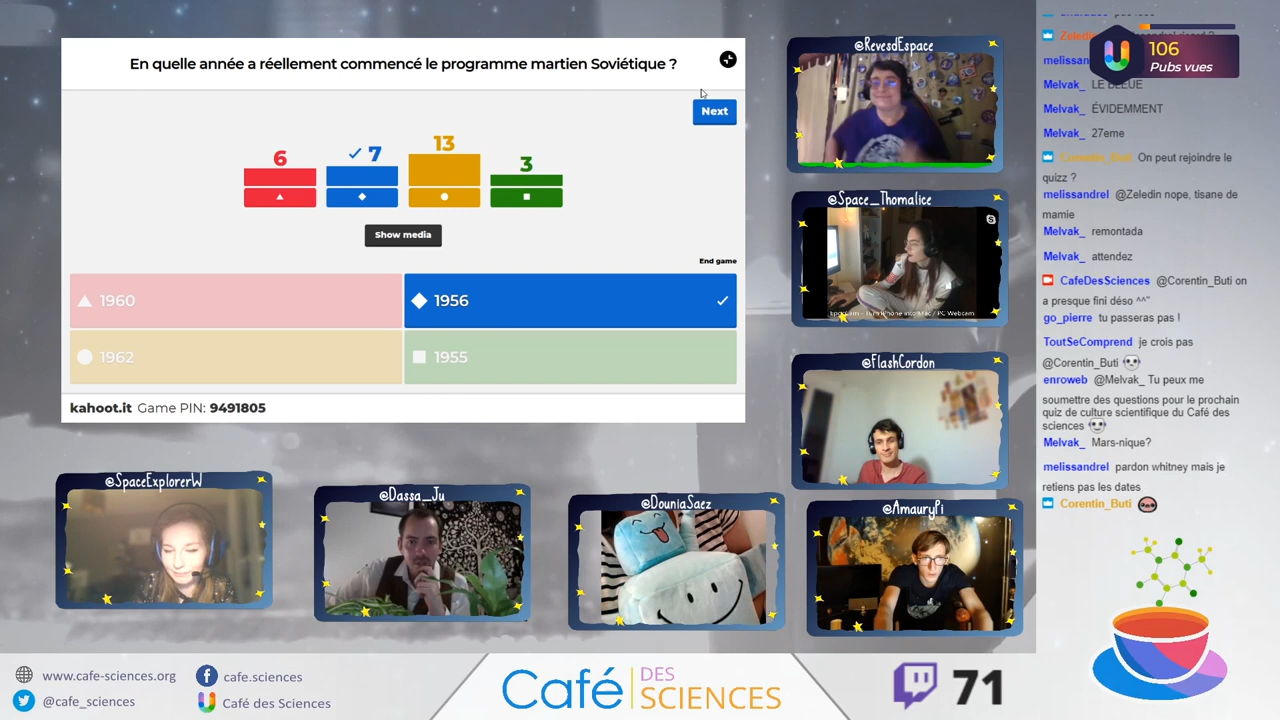 En quelle année a réellement commencé le programme martien Soviétique ?
Next
6
7
13
3
Show media
End game
1960
1956
1962
1955
kahoot.it Game PIN: 9491805
@RevesdEspace
@Space_Thomalice
Mac / PC Webcam
@FlashCordon
@SpaceExplorerW
@Dassa_Ju
@DouniaSaez
@AmauryPi
106
Pubs vues
Melvak_ LE BLEUE
Melvak_ ÉVIDEMMENT
Melvak_ 27eme
Corentin_Buti On peut rejoindre le
quizz ?
melissandrel @Zeledin nope, tisane de
mamie
Melvak_ remontada
Melvak_ attendez
CafeDesSciences @Corentin_Buti on
a presque fini déso ^^"
go_pierre tu passeras pas !
ToutSeComprend je crois pas
@Corentin_Buti
enroweb @Melvak_ Tu peux me
soumettre des questions pour le prochain
quiz de culture scientifique du Café des
sciences
Melvak_ Mars-nique?
melissandrel pardon whitney mais je
retiens pas les dates
Corentin_Buti
www.cafe-sciences.org
cafe.sciences
@cafe_sciences
Café des Sciences
Café DES SCIENCES
71